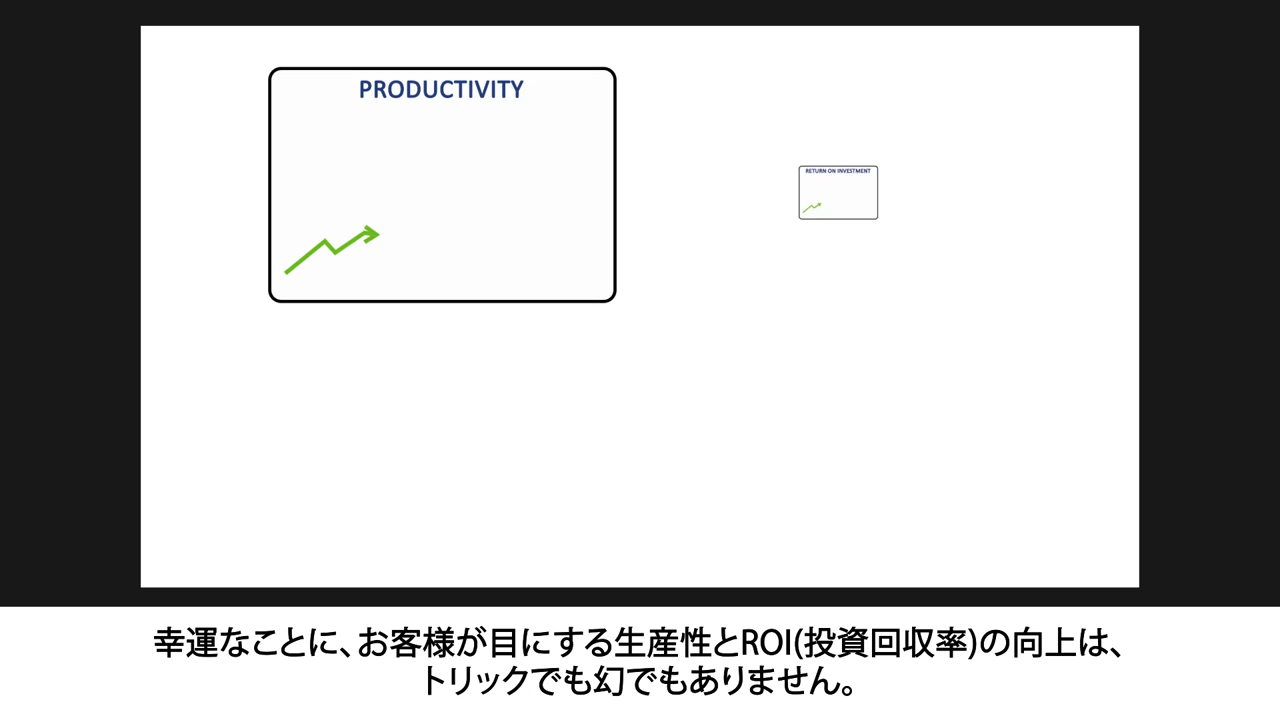 PRODUCTIVITY
RETURN ON INVESTMENT
幸運なことに、お客様が目にする生産性とROI(投資回収率)の向上は、
トリックでも幻でもありません。